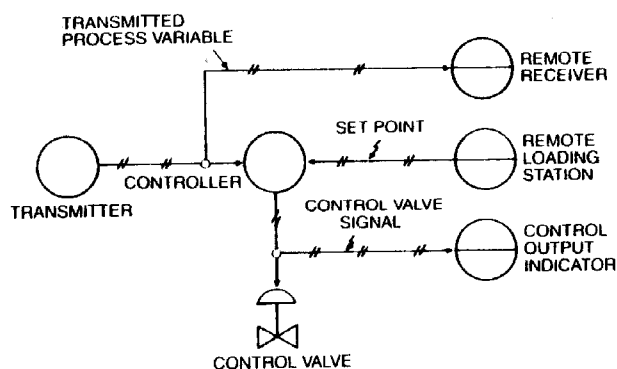 TRANSMITTED
PROCESS VARIABLE
REMOTE
RECEIVER
SET POINT
REMOTE
LOADING
STATION
CONTROLLER
TRANSMITTER
CONTROL VALVE
SIGNAL
CONTROL
OUTPUT
INDICATOR
CONTROL VALVE